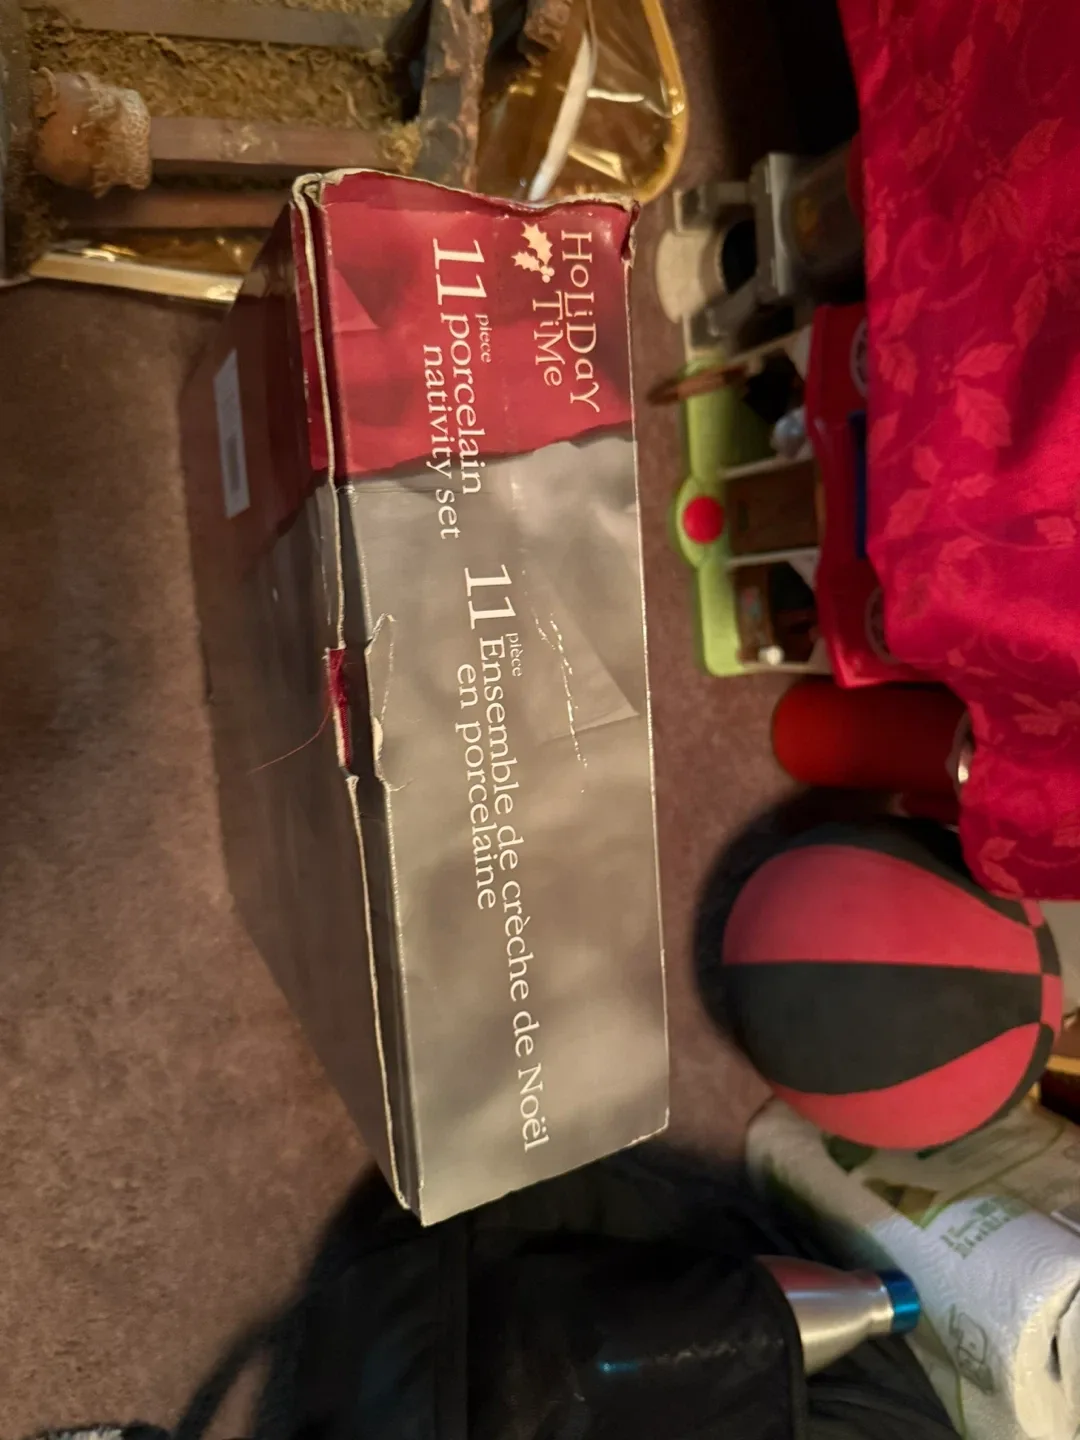 HoLiDaY
TiMe
11 piece
porcelain
nativity set
11 pièce
Ensemble de crèche de Noël
en porcelaine